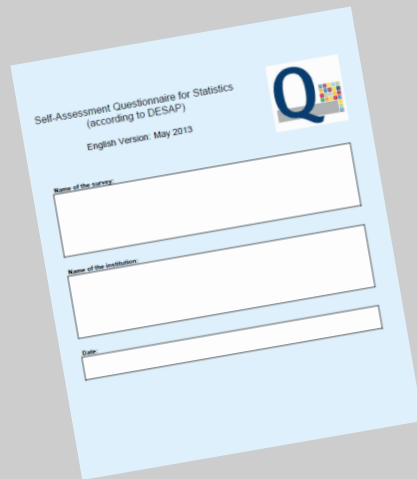 Self-Assessment Questionnaire for Statistics
(according to DESAP)
English Version: May 2013
Q
Name of the survey:
Name of the institution:
Date: